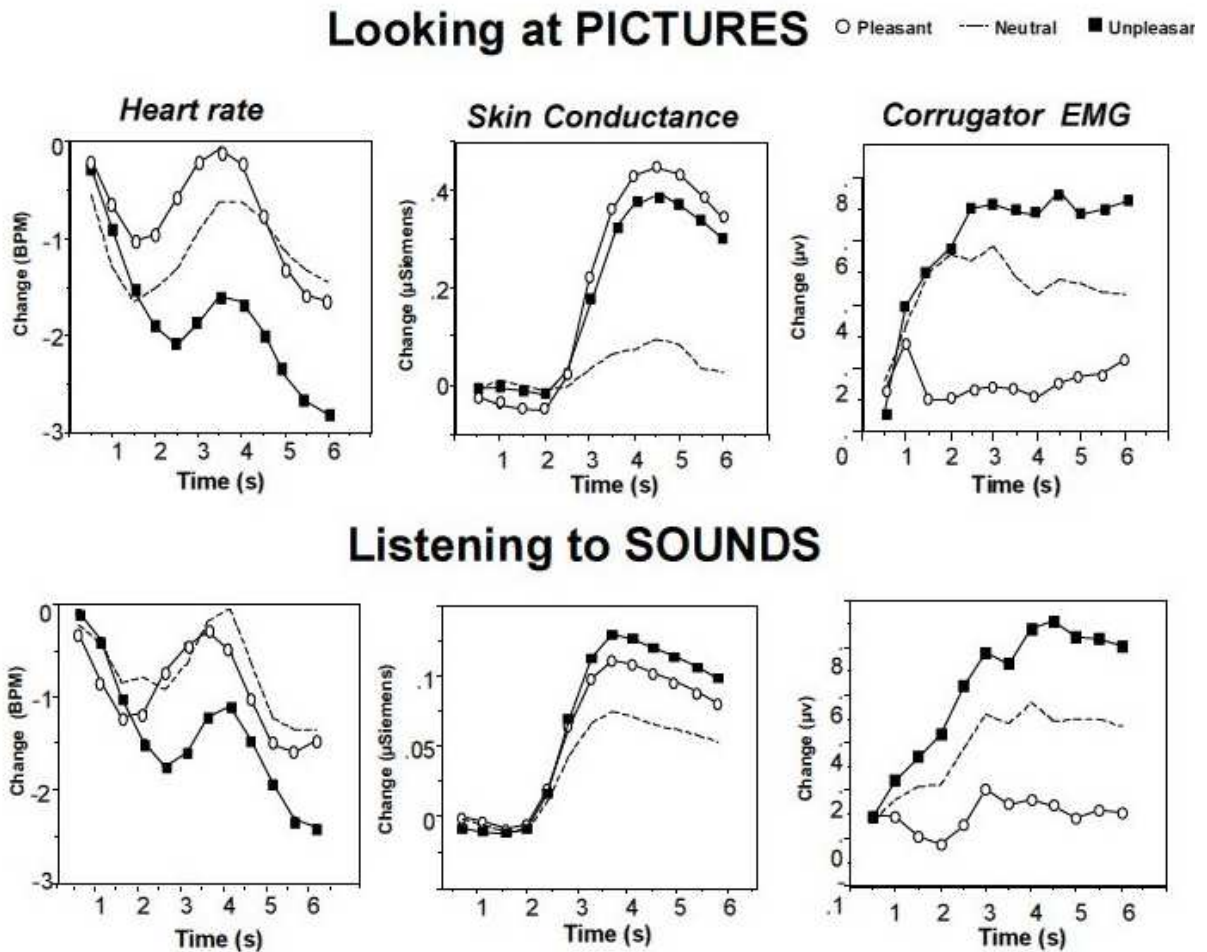 Looking at PICTURES
Pleasant Neutral Unpleasar
Heart rate
Skin Conductance
Corrugator EMG
Change (BPM)
0
-1
-2
-3
1 2 3 4 5 6
Time (s)
Change (µSiemens)
.4
.2
0
1 2 3 4 5 6
Time (s)
Change (µv)
8
6
4
2
0
1 2 3 4 5 6
Time (s)
Listening to SOUNDS
Change (BPM)
0
-1
-2
-3
1 2 3 4 5 6
Time (s)
Change (µSiemens)
.1
.05
0
1 2 3 4 5 6
Time (s)
Change (µv)
8
6
4
2
0
.1
1 2 3 4 5 6
Time (s)